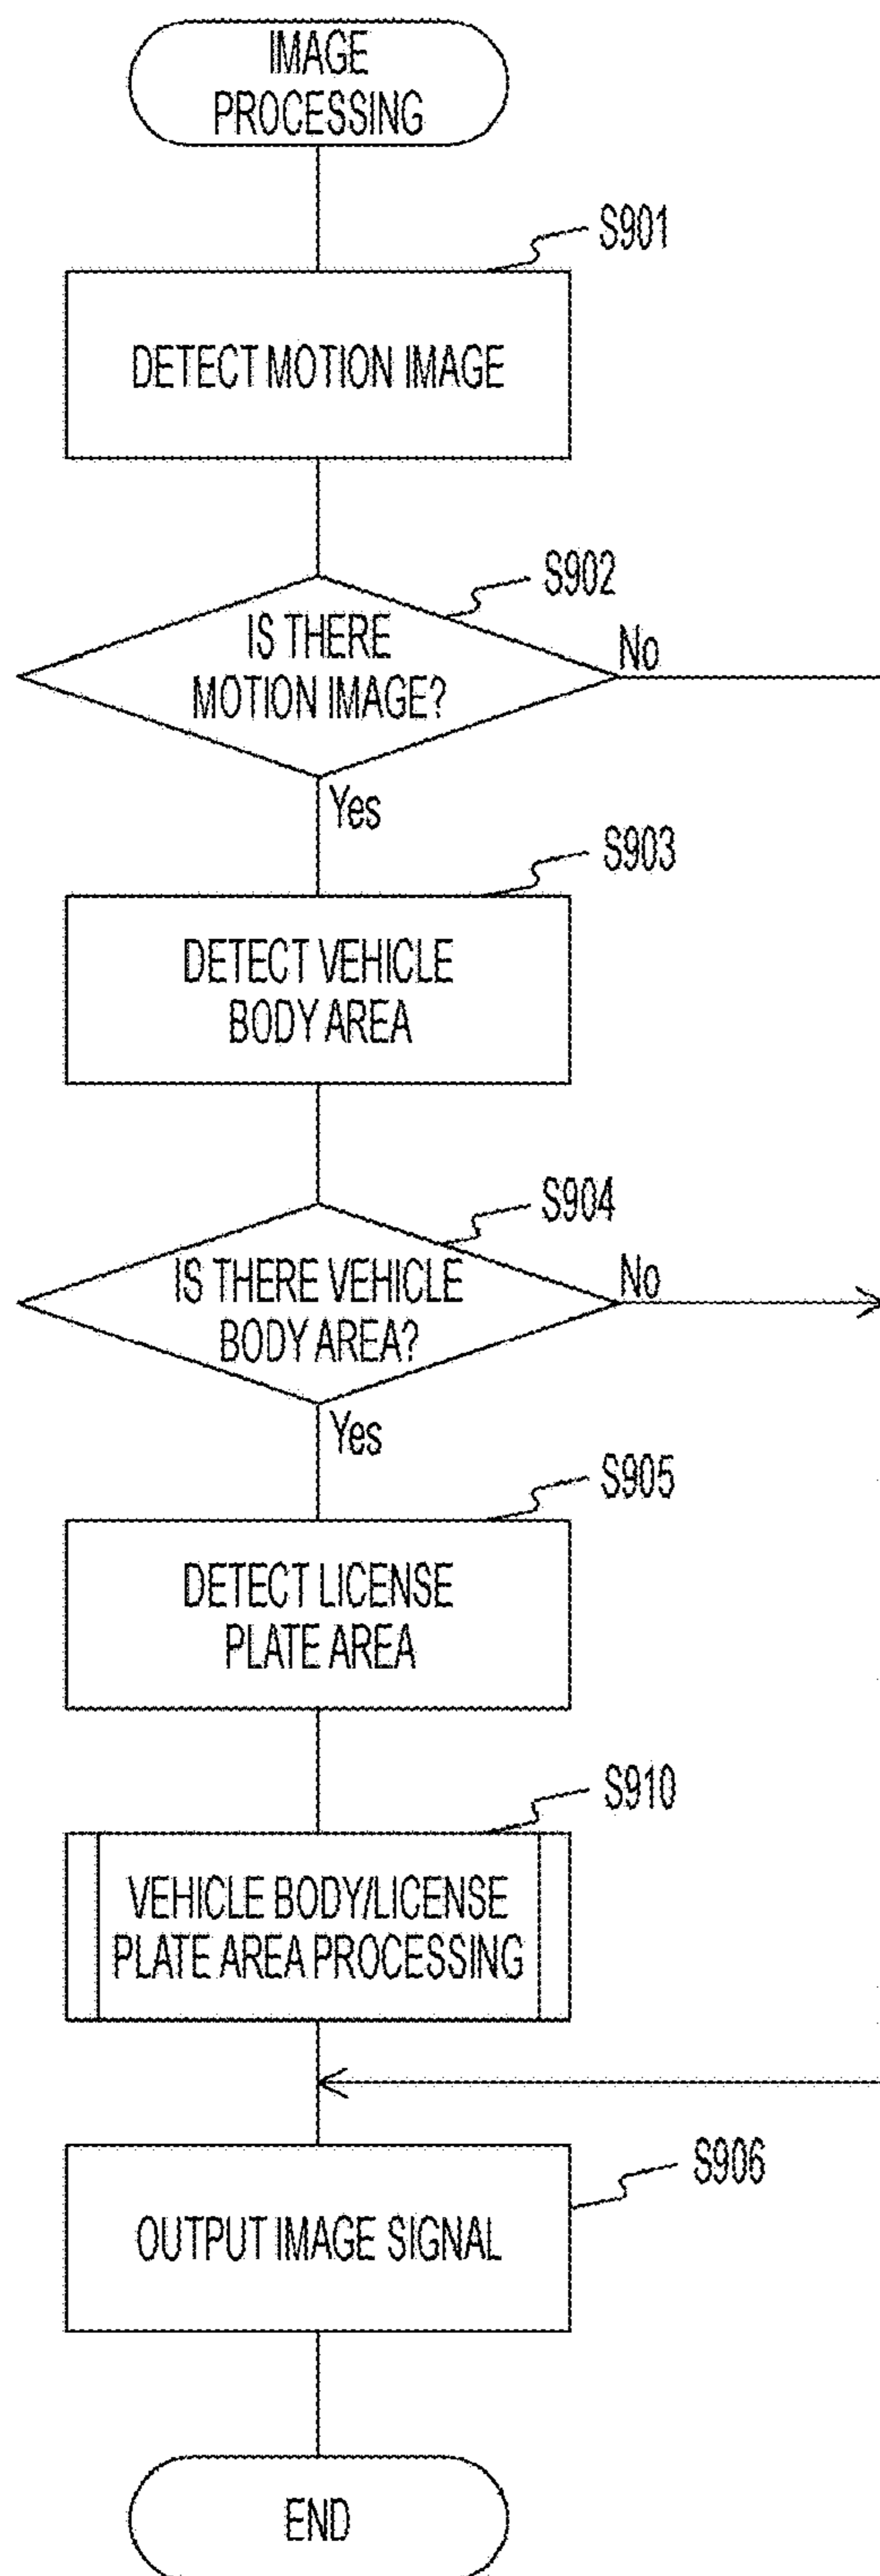 IMAGE
PROCESSING
S901
DETECT MOTION IMAGE
S902
IS THERE
MOTION IMAGE?
No
Yes
S903
DETECT VEHICLE
BODY AREA
S904
IS THERE VEHICLE
BODY AREA?
No
Yes
S905
DETECT LICENSE
PLATE AREA
S910
VEHICLE BODY/LICENSE
PLATE AREA PROCESSING
S906
OUTPUT IMAGE SIGNAL
END